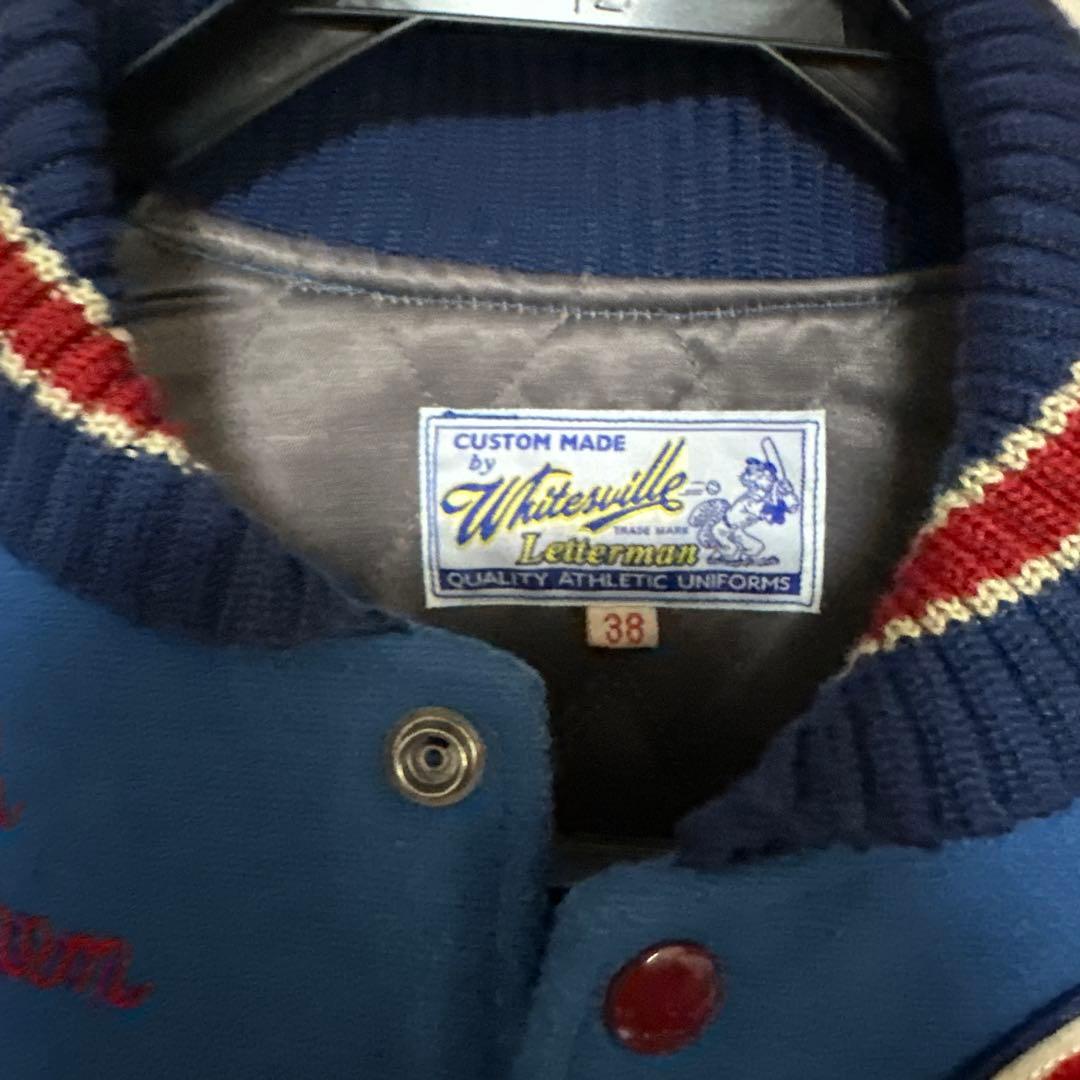 CUSTOM MADE
by
Whitesville
TRADE MARK
Letterman
QUALITY ATHLETIC UNIFORMS
38